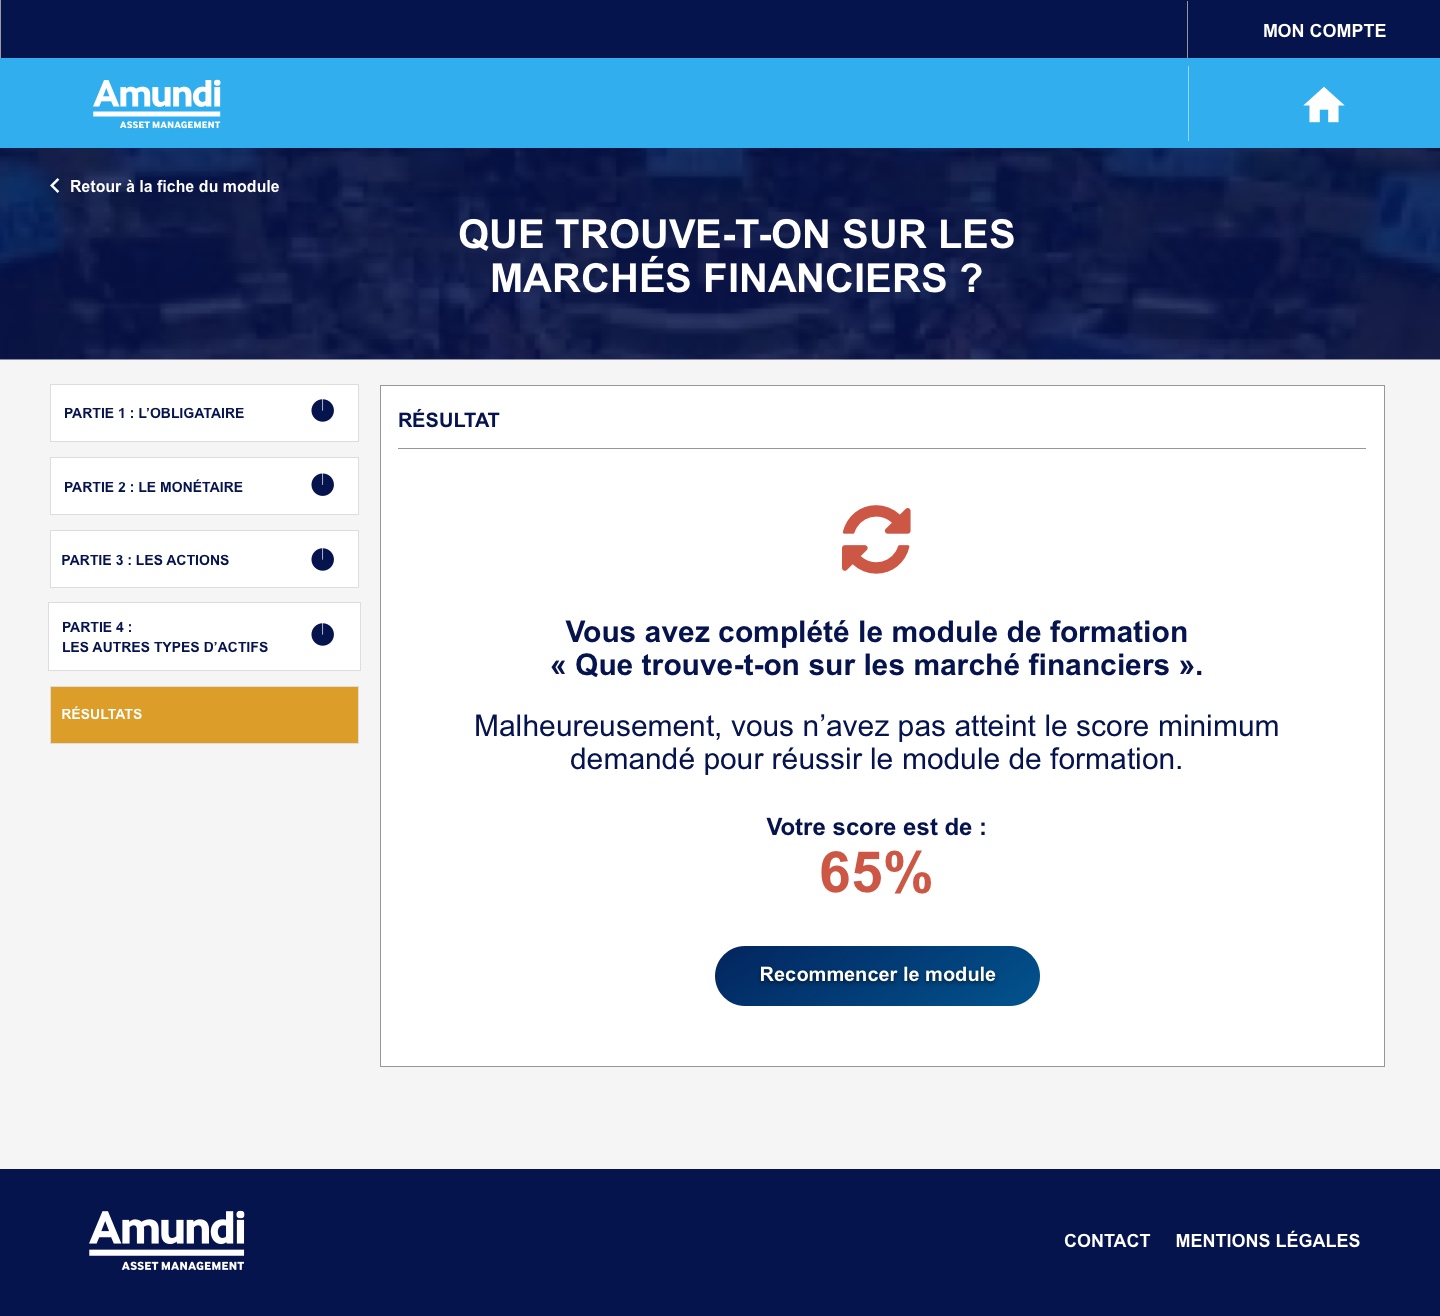 MON COMPTE
Amundi
ASSET MANAGEMENT
Retour à la fiche du module
QUE TROUVE-T-ON SUR LES
MARCHÉS FINANCIERS ?
PARTIE 1 : L’OBLIGATAIRE
PARTIE 2 : LE MONÉTAIRE
PARTIE 3 : LES ACTIONS
PARTIE 4 :
LES AUTRES TYPES D’ACTIFS
RÉSULTATS
RÉSULTAT
Vous avez complété le module de formation
« Que trouve-t-on sur les marché financiers ».
Malheureusement, vous n’avez pas atteint le score minimum
demandé pour réussir le module de formation.
Votre score est de :
65%
Recommencer le module
Amundi
ASSET MANAGEMENT
CONTACT MENTIONS LÉGALES